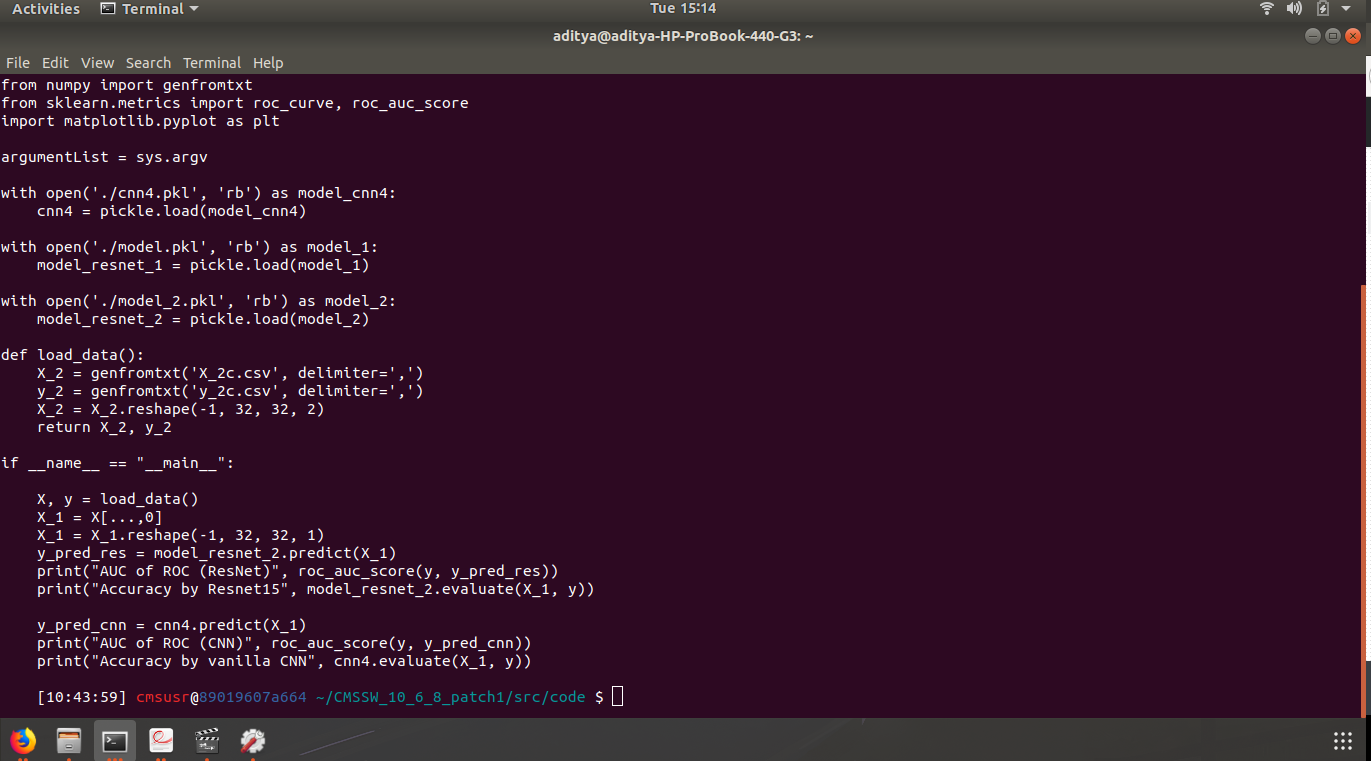 Activities Terminal Tue 15:14
aditya@aditya-HP-ProBook-440-G3: ~
File Edit View Search Terminal Help
from numpy import genfromtxt
from sklearn.metrics import roc_curve, roc_auc_score
import matplotlib.pyplot as plt

argumentList = sys.argv

with open('./cnn4.pkl', 'rb') as model_cnn4:
    cnn4 = pickle.load(model_cnn4)

with open('./model.pkl', 'rb') as model_1:
    model_resnet_1 = pickle.load(model_1)

with open('./model_2.pkl', 'rb') as model_2:
    model_resnet_2 = pickle.load(model_2)

def load_data():
    X_2 = genfromtxt('X_2c.csv', delimiter=',')
    y_2 = genfromtxt('y_2c.csv', delimiter=',')
    X_2 = X_2.reshape(-1, 32, 32, 2)
    return X_2, y_2

if __name__ == "__main__":

    X, y = load_data()
    X_1 = X[...,0]
    X_1 = X_1.reshape(-1, 32, 32, 1)
    y_pred_res = model_resnet_2.predict(X_1)
    print("AUC of ROC (ResNet)", roc_auc_score(y, y_pred_res))
    print("Accuracy by Resnet15", model_resnet_2.evaluate(X_1, y))

    y_pred_cnn = cnn4.predict(X_1)
    print("AUC of ROC (CNN)", roc_auc_score(y, y_pred_cnn))
    print("Accuracy by vanilla CNN", cnn4.evaluate(X_1, y))

    [10:43:59] cmsusr@89019607a664 ~/CMSSW_10_6_8_patch1/src/code $